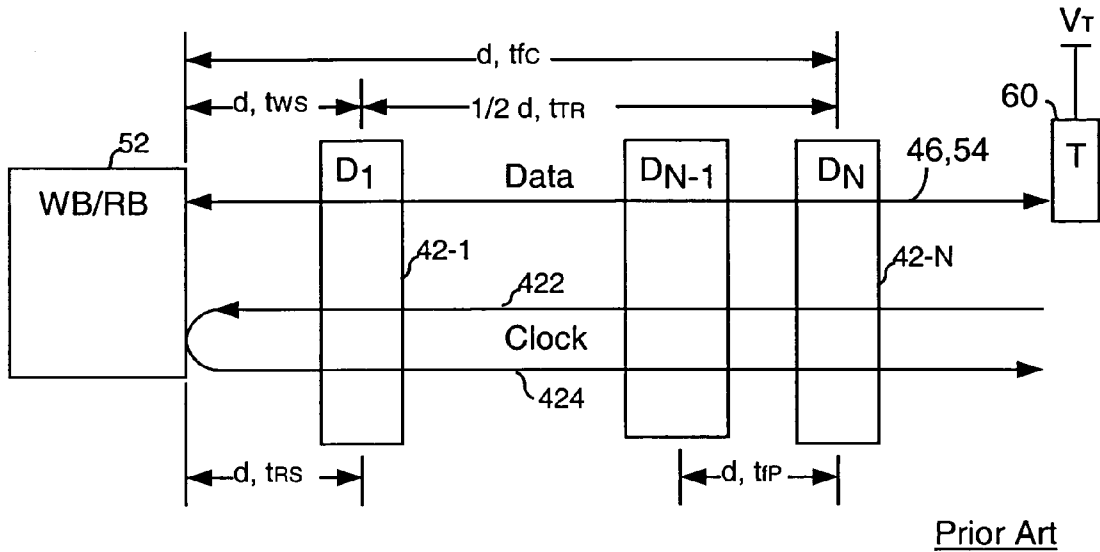 VT
d, tfC
d, tWS
1/2 d, tTR
60
52
D1
Data
DN-1
DN
46,54
T
WB/RB
42-1
42-N
422
Clock
424
d, tRS
d, tfP
Prior Art